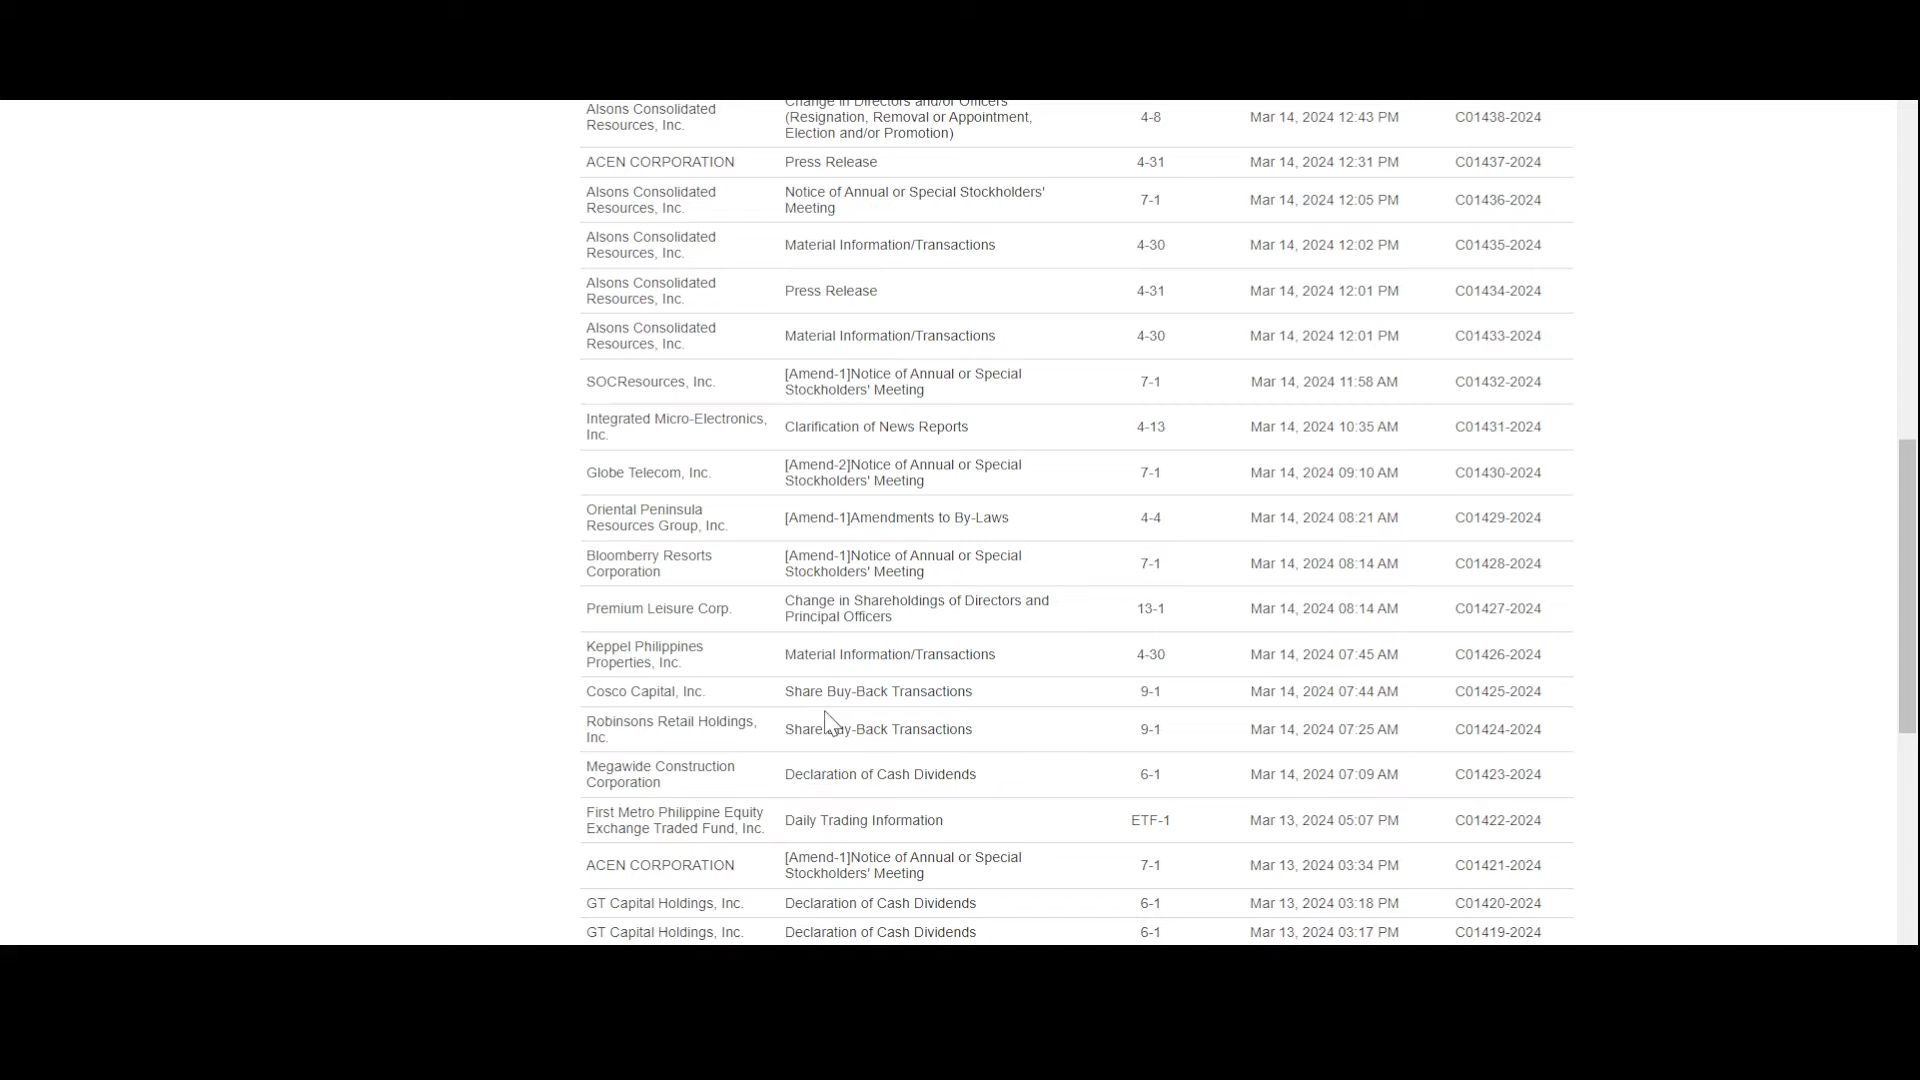 Change in Directors and/or Officers
Alsons Consolidated
Resources, Inc.
(Resignation, Removal or Appointment,
Election and/or Promotion)
4-8
Mar 14, 2024 12:43 PM
C01438-2024
ACEN CORPORATION
Press Release
4-31
Mar 14, 2024 12:31 PM
C01437-2024
Alsons Consolidated
Resources, Inc.
Notice of Annual or Special Stockholders'
Meeting
7-1
Mar 14, 2024 12:05 PM
C01436-2024
Alsons Consolidated
Resources, Inc.
Material Information/Transactions
4-30
Mar 14, 2024 12:02 PM
C01435-2024
Alsons Consolidated
Resources, Inc.
Press Release
4-31
Mar 14, 2024 12:01 PM
C01434-2024
Alsons Consolidated
Resources, Inc.
Material Information/Transactions
4-30
Mar 14, 2024 12:01 PM
C01433-2024
SOCResources, Inc.
[Amend-1]Notice of Annual or Special
Stockholders' Meeting
7-1
Mar 14, 2024 11:58 AM
C01432-2024
Integrated Micro-Electronics,
Inc.
Clarification of News Reports
4-13
Mar 14, 2024 10:35 AM
C01431-2024
Globe Telecom, Inc.
[Amend-2]Notice of Annual or Special
Stockholders' Meeting
7-1
Mar 14, 2024 09:10 AM
C01430-2024
Oriental Peninsula
Resources Group, Inc.
[Amend-1]Amendments to By-Laws
4-4
Mar 14, 2024 08:21 AM
C01429-2024
Bloomberry Resorts
Corporation
[Amend-1]Notice of Annual or Special
Stockholders' Meeting
7-1
Mar 14, 2024 08:14 AM
C01428-2024
Premium Leisure Corp.
Change in Shareholdings of Directors and
Principal Officers
13-1
Mar 14, 2024 08:14 AM
C01427-2024
Keppel Philippines
Properties, Inc.
Material Information/Transactions
4-30
Mar 14, 2024 07:45 AM
C01426-2024
Cosco Capital, Inc.
Share Buy-Back Transactions
9-1
Mar 14, 2024 07:44 AM
C01425-2024
Robinsons Retail Holdings,
Inc.
Share Buy-Back Transactions
9-1
Mar 14, 2024 07:25 AM
C01424-2024
Megawide Construction
Corporation
Declaration of Cash Dividends
6-1
Mar 14, 2024 07:09 AM
C01423-2024
First Metro Philippine Equity
Exchange Traded Fund, Inc.
Daily Trading Information
ETF-1
Mar 13, 2024 05:07 PM
C01422-2024
ACEN CORPORATION
[Amend-1]Notice of Annual or Special
Stockholders' Meeting
7-1
Mar 13, 2024 03:34 PM
C01421-2024
GT Capital Holdings, Inc.
Declaration of Cash Dividends
6-1
Mar 13, 2024 03:18 PM
C01420-2024
GT Capital Holdings, Inc.
Declaration of Cash Dividends
6-1
Mar 13, 2024 03:17 PM
C01419-2024